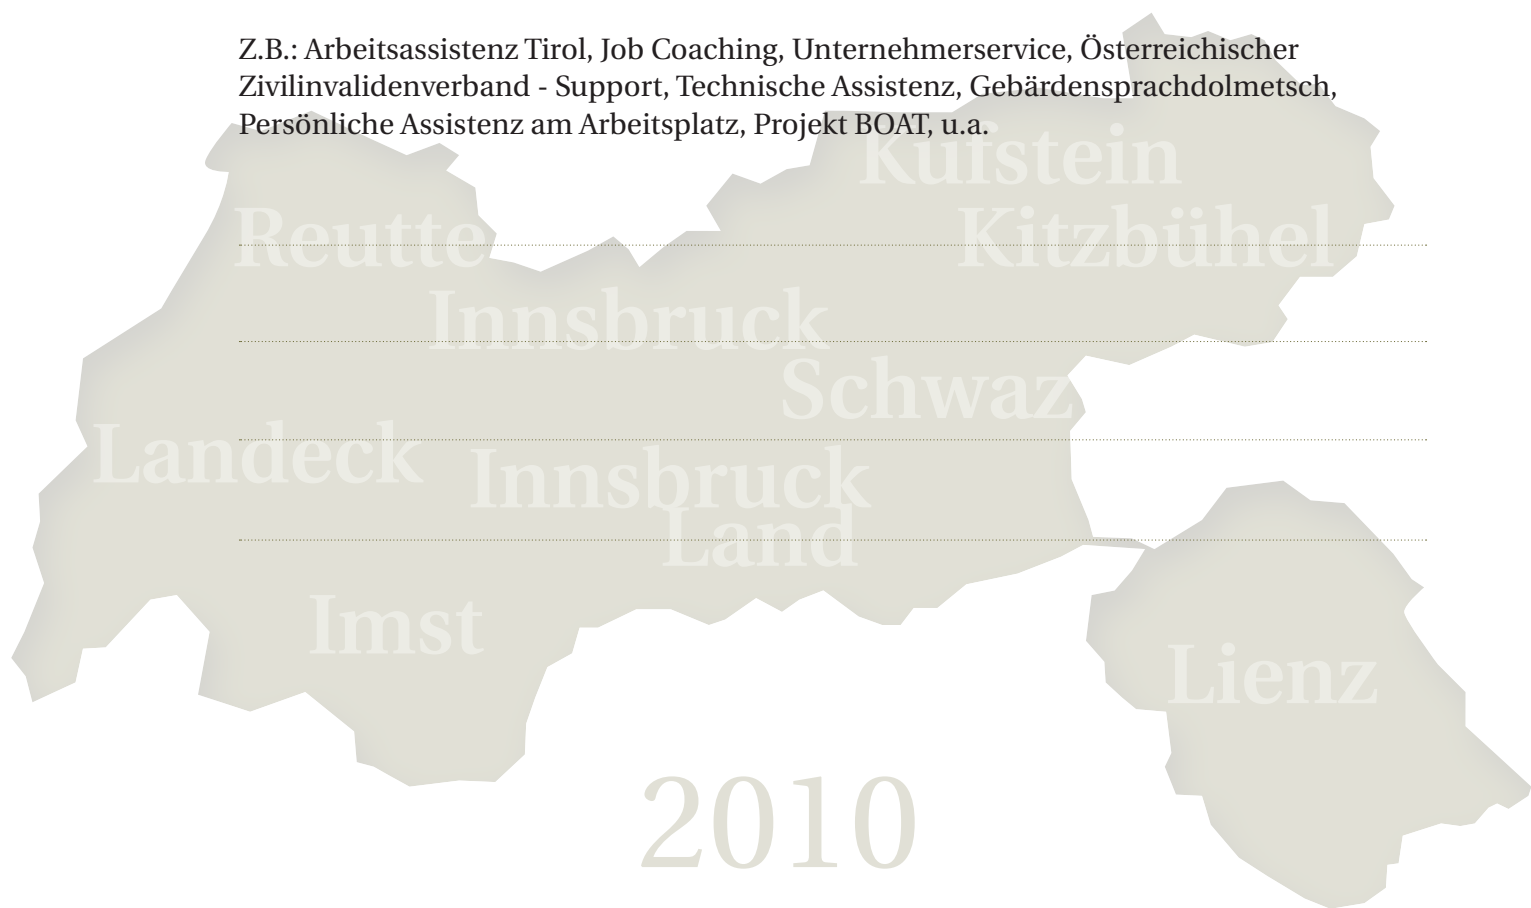 Z.B.: Arbeitsassistenz Tirol, Job Coaching, Unternehmerservice, Österreichischer
Zivilinvalidenverband - Support, Technische Assistenz, Gebärdensprachdolmetsch,
Persönliche Assistenz am Arbeitsplatz, Projekt BOAT, u.a.
Kufstein
Reutte
Kitzbühel
Innsbruck
Schwaz
Landeck
Innsbruck
Land
Imst
Lienz
2010